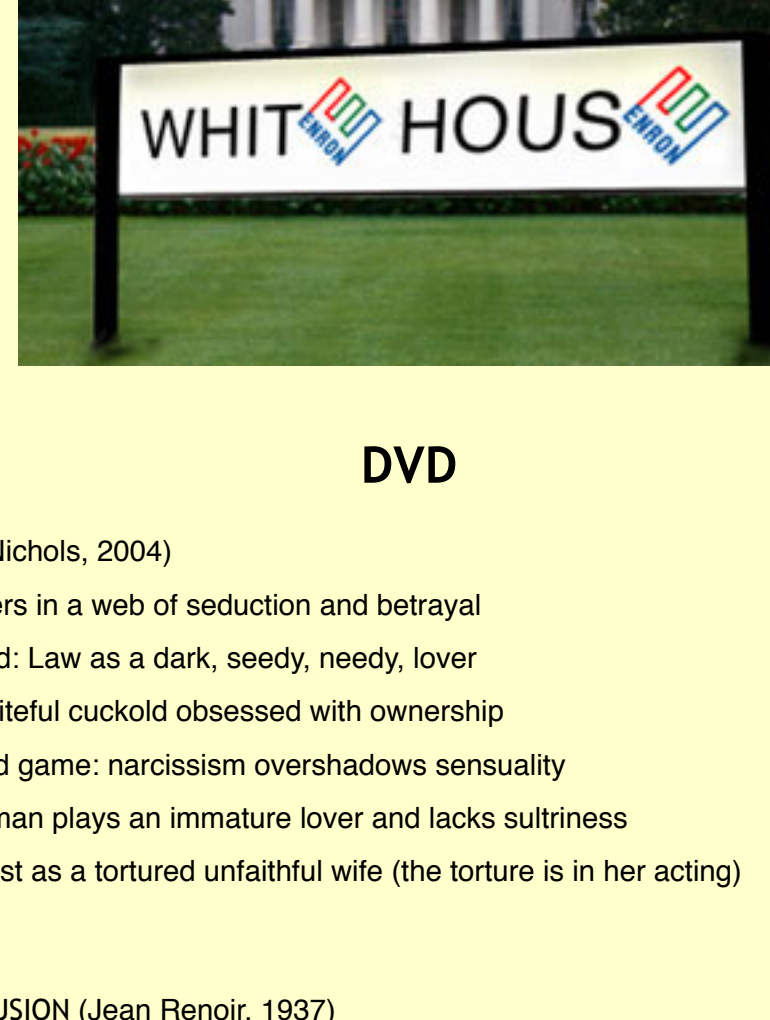 WHIT ENRON HOUS ENRON
DVD
Nichols, 2004)
ers in a web of seduction and betrayal
d: Law as a dark, seedy, needy, lover
iteful cuckold obsessed with ownership
d game: narcissism overshadows sensuality
man plays an immature lover and lacks sultriness
st as a tortured unfaithful wife (the torture is in her acting)
USION (Jean Renoir, 1937)